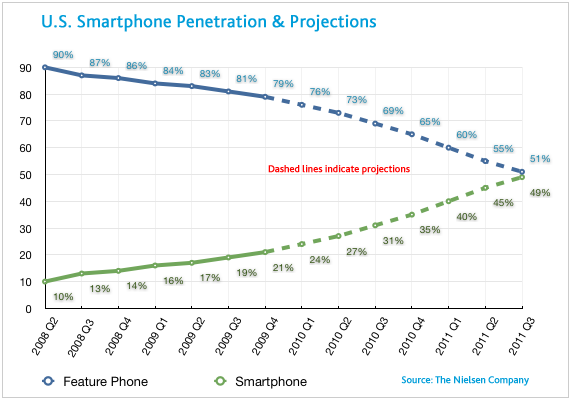 U.S. Smartphone Penetration & Projections
90% 87% 86% 84% 83% 81% 79% 76% 73% 69% 65% 60% 55% 51%
90
80
70
60
50
40
30
20
10
0
Dashed lines indicate projections
10% 13% 14% 16% 17% 19% 21% 24% 27% 31% 35% 40% 45% 49%
2008 Q2 2008 Q3 2008 Q4 2009 Q1 2009 Q2 2009 Q3 2009 Q4 2010 Q1 2010 Q2 2010 Q3 2010 Q4 2011 Q1 2011 Q2 2011 Q3
Feature Phone Smartphone Source: The Nielsen Company